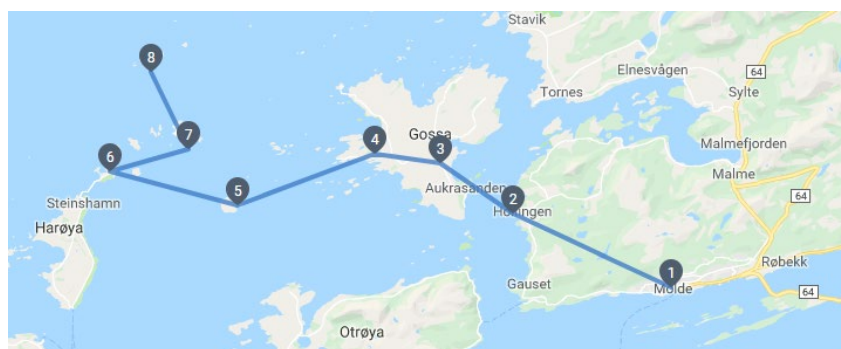 Stavik
64
Elnesvågen
Tornes
Sylte
8
Gossa
Malmefjorden
7
4
3
6
Malme
Aukrasanden
5
2
64
Steinshamn
Harøya
1
Røbekk
Gauset
Molde
64
Otrøya